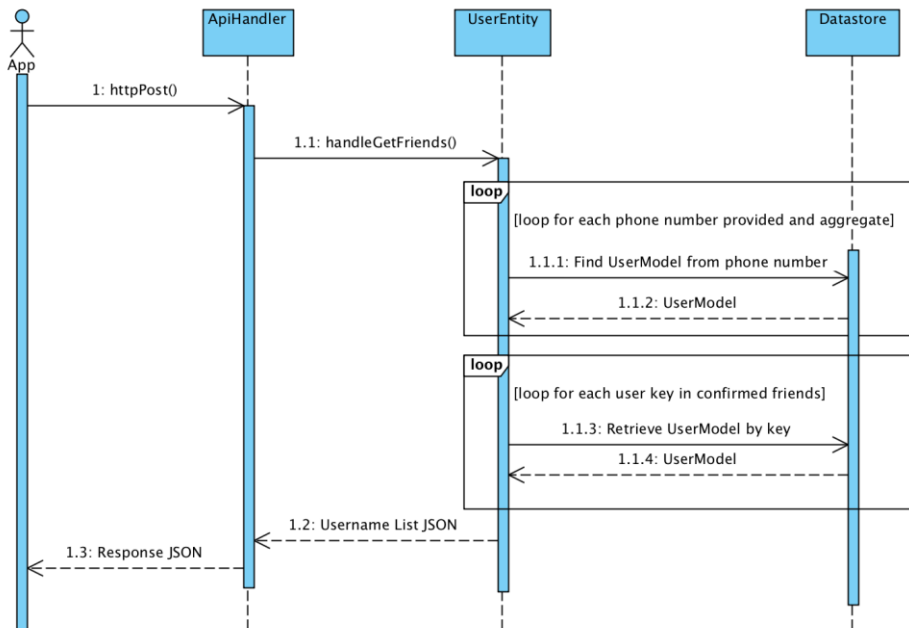 ApiHandler
UserEntity
Datastore
App
1: httpPost()
1.1: handleGetFriends()
loop
[loop for each phone number provided and aggregate]
1.1.1: Find UserModel from phone number
1.1.2: UserModel
loop
[loop for each user key in confirmed friends]
1.1.3: Retrieve UserModel by key
1.1.4: UserModel
1.2: Username List JSON
1.3: Response JSON